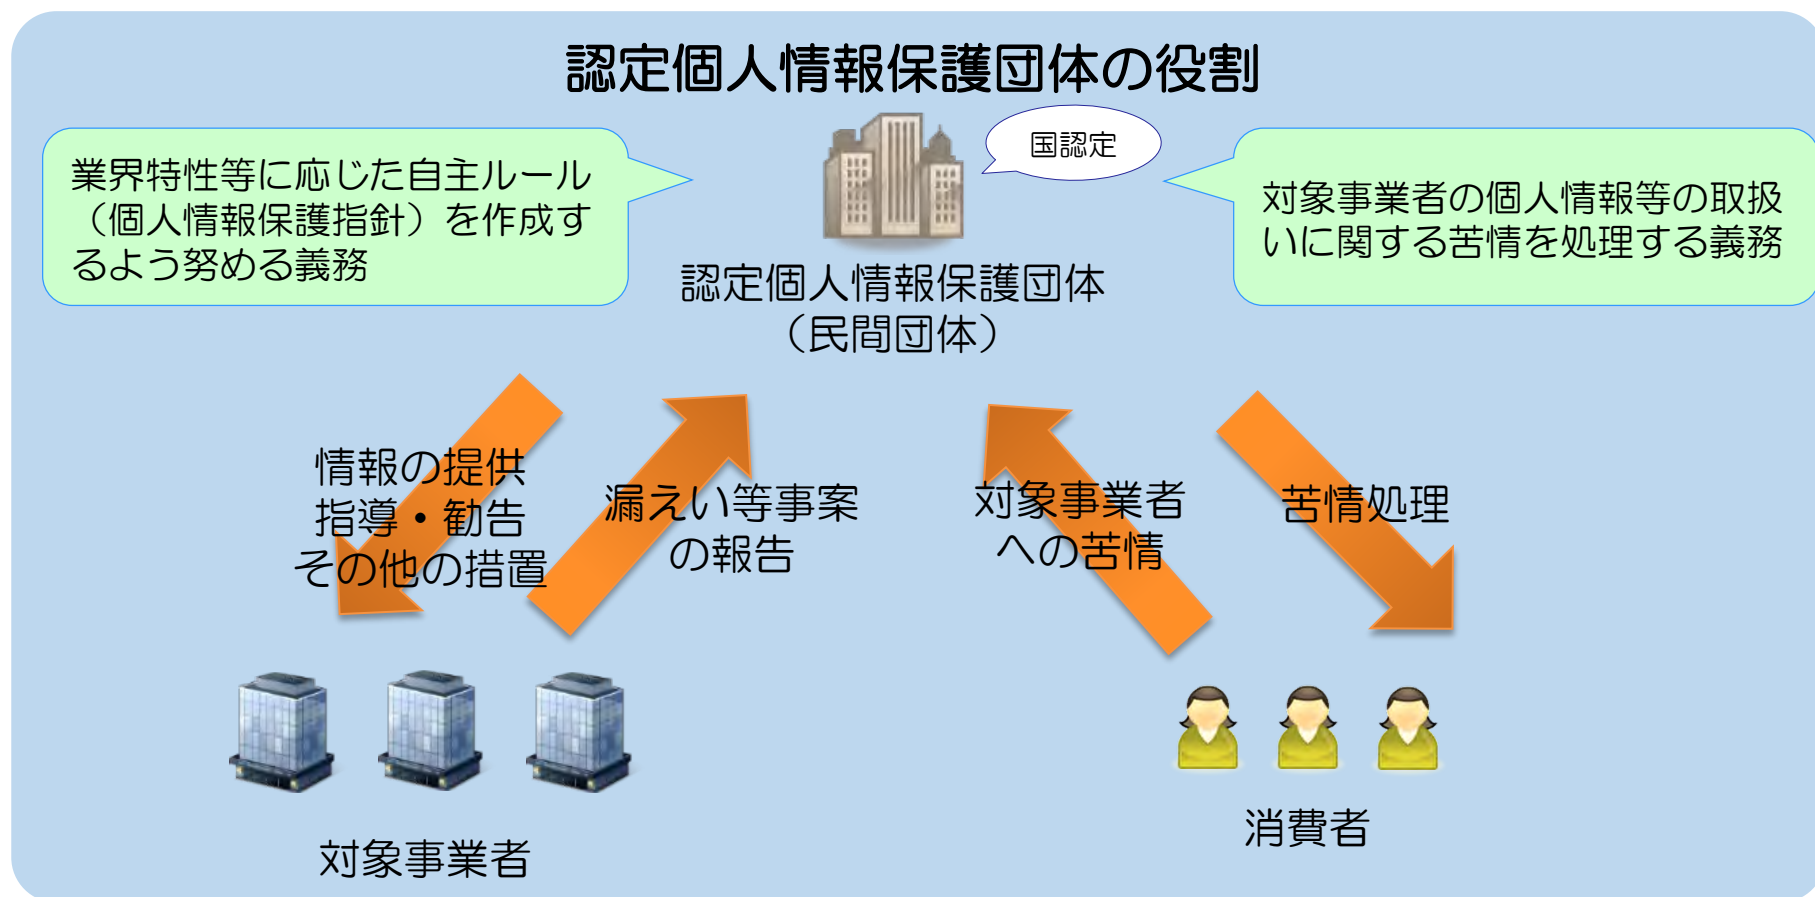 認定個人情報保護団体の役割
国認定
業界特性等に応じた自主ルール
（個人情報保護指針）を作成す
るよう努める義務
対象事業者の個人情報等の取扱
いに関する苦情を処理する義務
認定個人情報保護団体
（民間団体）
情報の提供
指導・勧告
その他の措置
漏えい等事案
の報告
対象事業者
への苦情
苦情処理
対象事業者
消費者